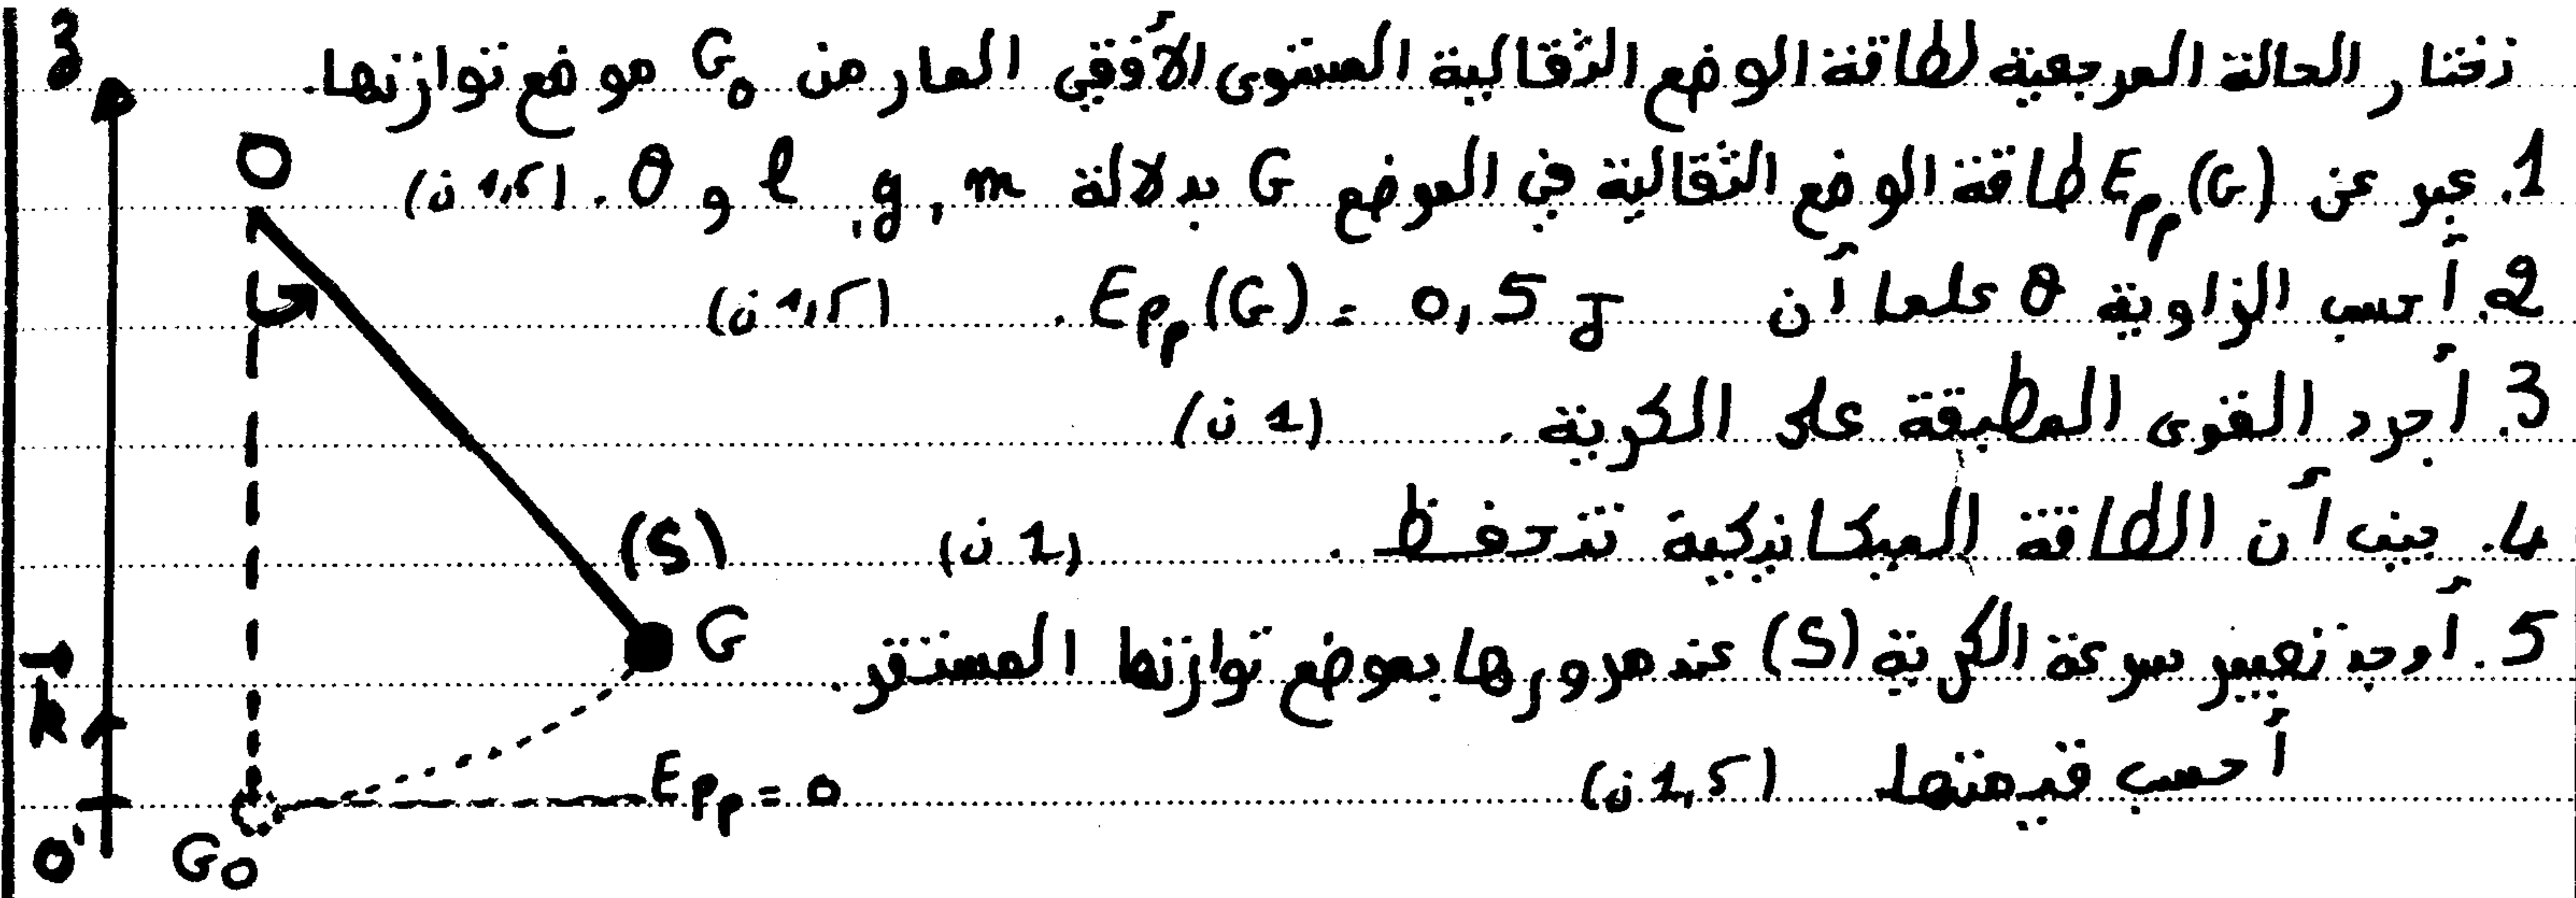 نختار الحالة المرجعية لطاقة الوضع الثقالية المستوى الأفقي المار من G₀ موضع توازنها.
1. عبر عن Epp(G) طاقة الوضع الثقالية في الموضع G بدلالة m , g , l و θ. (1,5 ن)
2. أحسب الزاوية θ علما أن Epp(G) = 0,5 J . (1,5 ن)
3. أجرد القوى المطبقة على الكرية . (1 ن)
4. بين أن الطاقة الميكانيكية تنحفظ . (1 ن)
5. أوجد تعبير سرعة الكرية (S) عند مرورها بموضع توازنها المستقر.
أحسب قيمتها (1,5 ن)
z
O
(S)
G
k
Epp = 0
O'
G₀